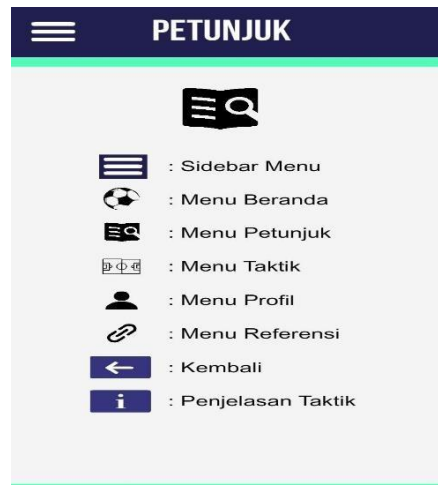 PETUNJUK
: Sidebar Menu
: Menu Beranda
: Menu Petunjuk
: Menu Taktik
: Menu Profil
: Menu Referensi
: Kembali
i : Penjelasan Taktik